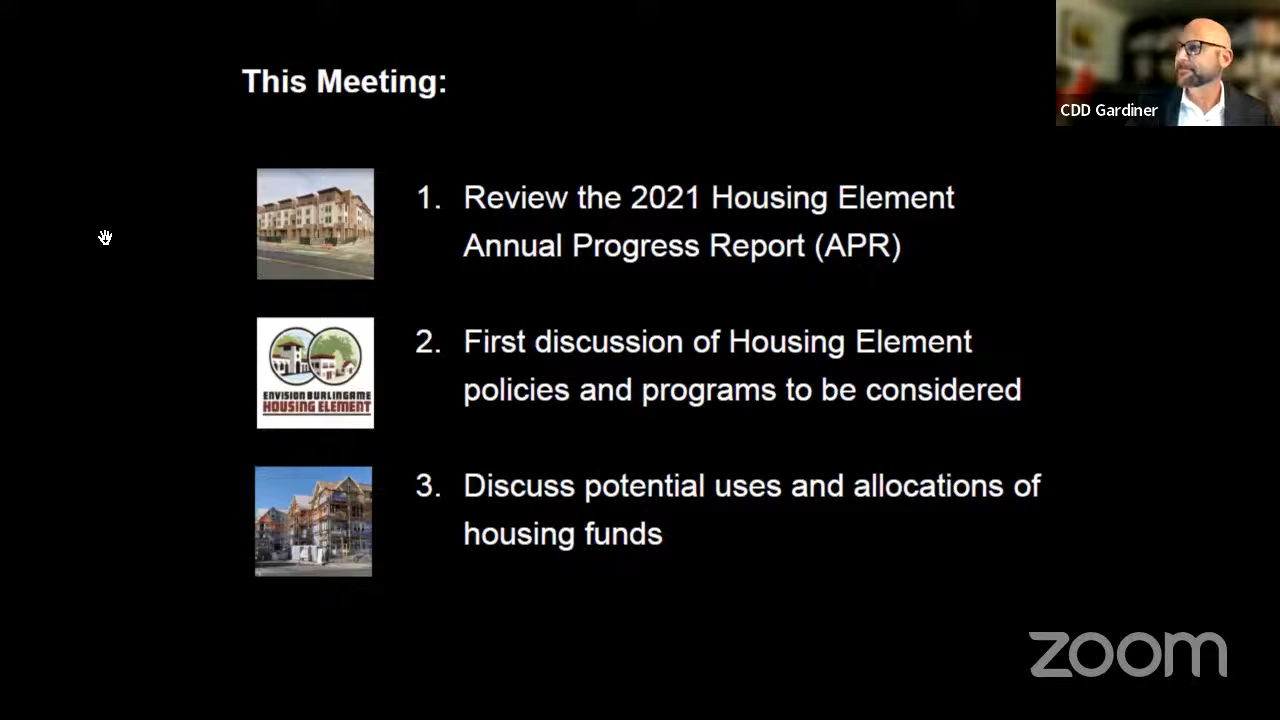 This Meeting:
CDD Gardiner
1. Review the 2021 Housing Element
Annual Progress Report (APR)
2. First discussion of Housing Element
policies and programs to be considered
ENVISION BURLINGAME
HOUSING ELEMENT
3. Discuss potential uses and allocations of
housing funds
zoom